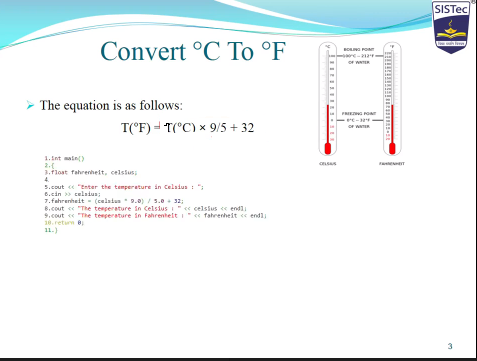 SISTec
Convert °C To °F
°C
°F
BOILING POINT
100°C – 212°F
OF WATER
FREEZING POINT
0°C – 32°F
OF WATER
CELSIUS
FAHRENHEIT
The equation is as follows:
T(°F) = T(°C) × 9/5 + 32
1.int main()
2.{
3.float fahrenheit, celsius;
4.
5.cout << "Enter the temperature in Celsius : ";
6.cin >> celsius;
7.fahrenheit = (celsius * 9.0) / 5.0 + 32;
8.cout << "The temperature in Celsius : " << celsius << endl;
9.cout << "The temperature in Fahrenheit : " << fahrenheit << endl;
10.return 0;
11.}
3